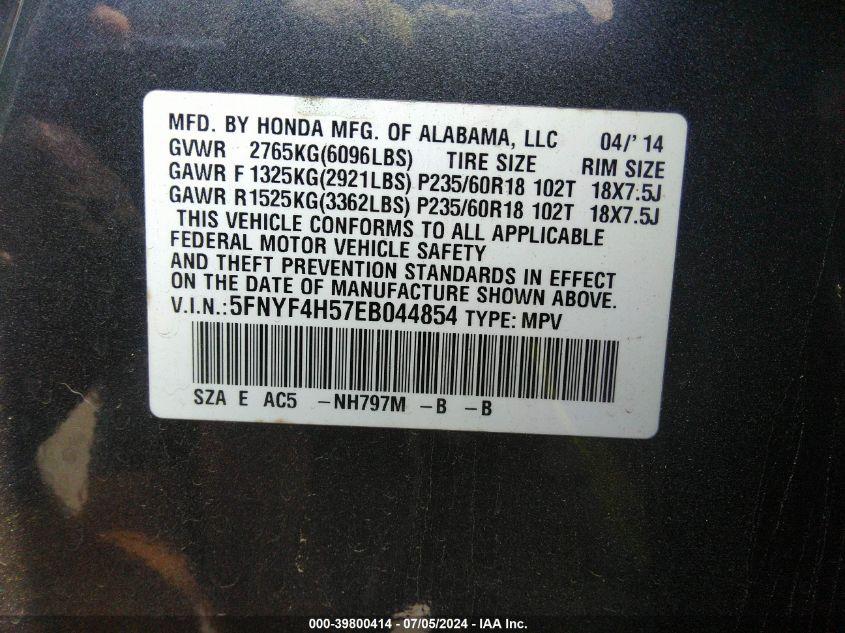 MFD. BY HONDA MFG. OF ALABAMA, LLC 04/' 14
GVWR 2765KG(6096LBS) TIRE SIZE RIM SIZE
GAWR F 1325KG(2921LBS) P235/60R18 102T 18X7.5J
GAWR R1525KG(3362LBS) P235/60R18 102T 18X7.5J
THIS VEHICLE CONFORMS TO ALL APPLICABLE
FEDERAL MOTOR VEHICLE SAFETY
AND THEFT PREVENTION STANDARDS IN EFFECT
ON THE DATE OF MANUFACTURE SHOWN ABOVE.
V.I.N.:5FNYF4H57EB044854 TYPE: MPV
SZA E AC5 -NH797M -B -B
000-39800414 - 07/05/2024 - IAA Inc.